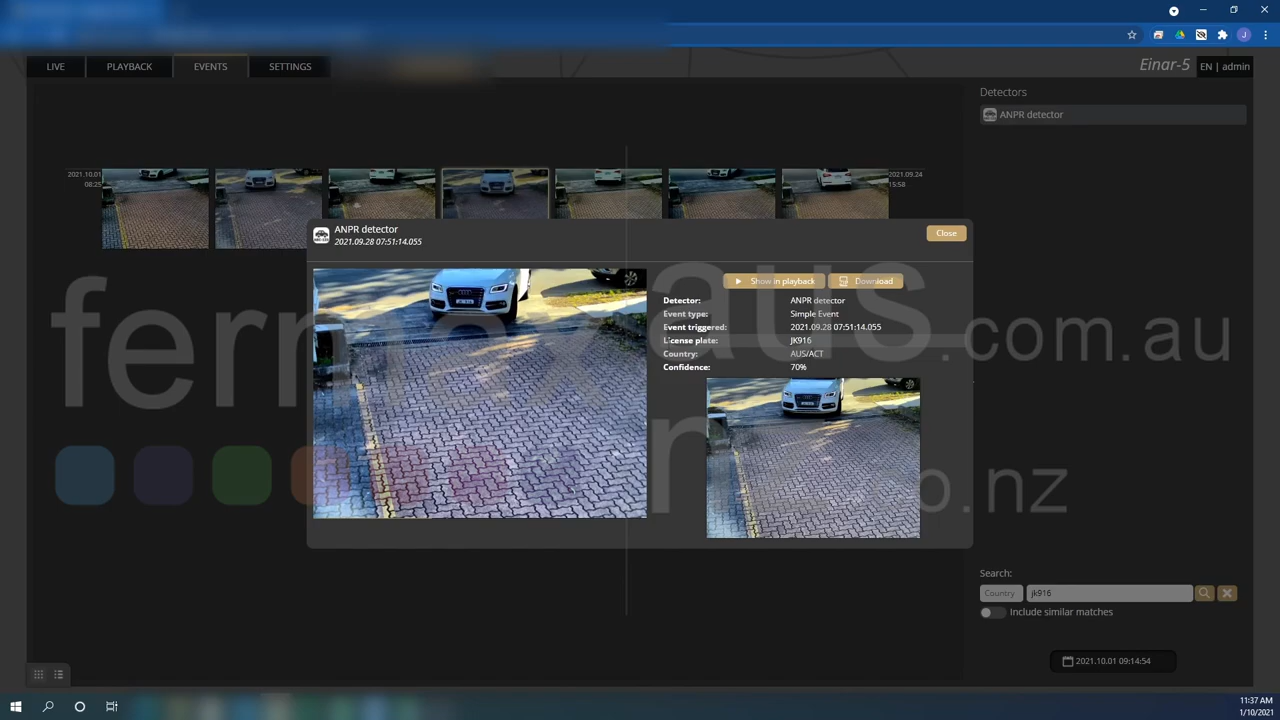 LIVE
PLAYBACK
EVENTS
SETTINGS
Einar-5
EN | admin
Detectors
ANPR detector
2021.10.01
08:25
2021.09.24
15:58
ANPR detector
2021.09.28 07:51:14.055
Close
Show in playback
Download
Detector: ANPR detector
Event type: Simple Event
Event triggered: 2021.09.28 07:51:14.055
License plate: JK916
Country: AUS/ACT
Confidence: 70%
.com.au
.nz
Search:
Country
jk916
Include similar matches
2021.10.01 09:14:54
11:37 AM
1/10/2021